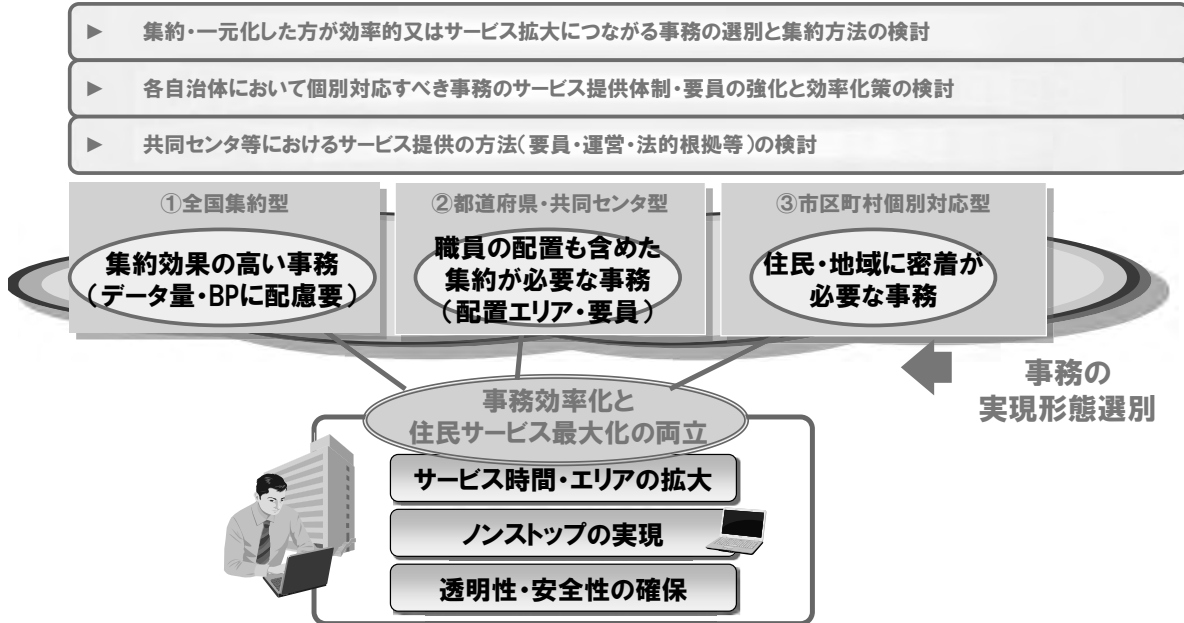 ► 集約・一元化した方が効率的又はサービス拡大につながる事務の選別と集約方法の検討
► 各自治体において個別対応すべき事務のサービス提供体制・要員の強化と効率化策の検討
► 共同センタ等におけるサービス提供の方法(要員・運営・法的根拠等)の検討
①全国集約型
集約効果の高い事務
(データ量・BPに配慮要)
②都道府県・共同センタ型
職員の配置も含めた
集約が必要な事務
(配置エリア・要員)
③市区町村個別対応型
住民・地域に密着が
必要な事務
事務の
実現形態選別
事務効率化と
住民サービス最大化の両立
サービス時間・エリアの拡大
ノンストップの実現
透明性・安全性の確保